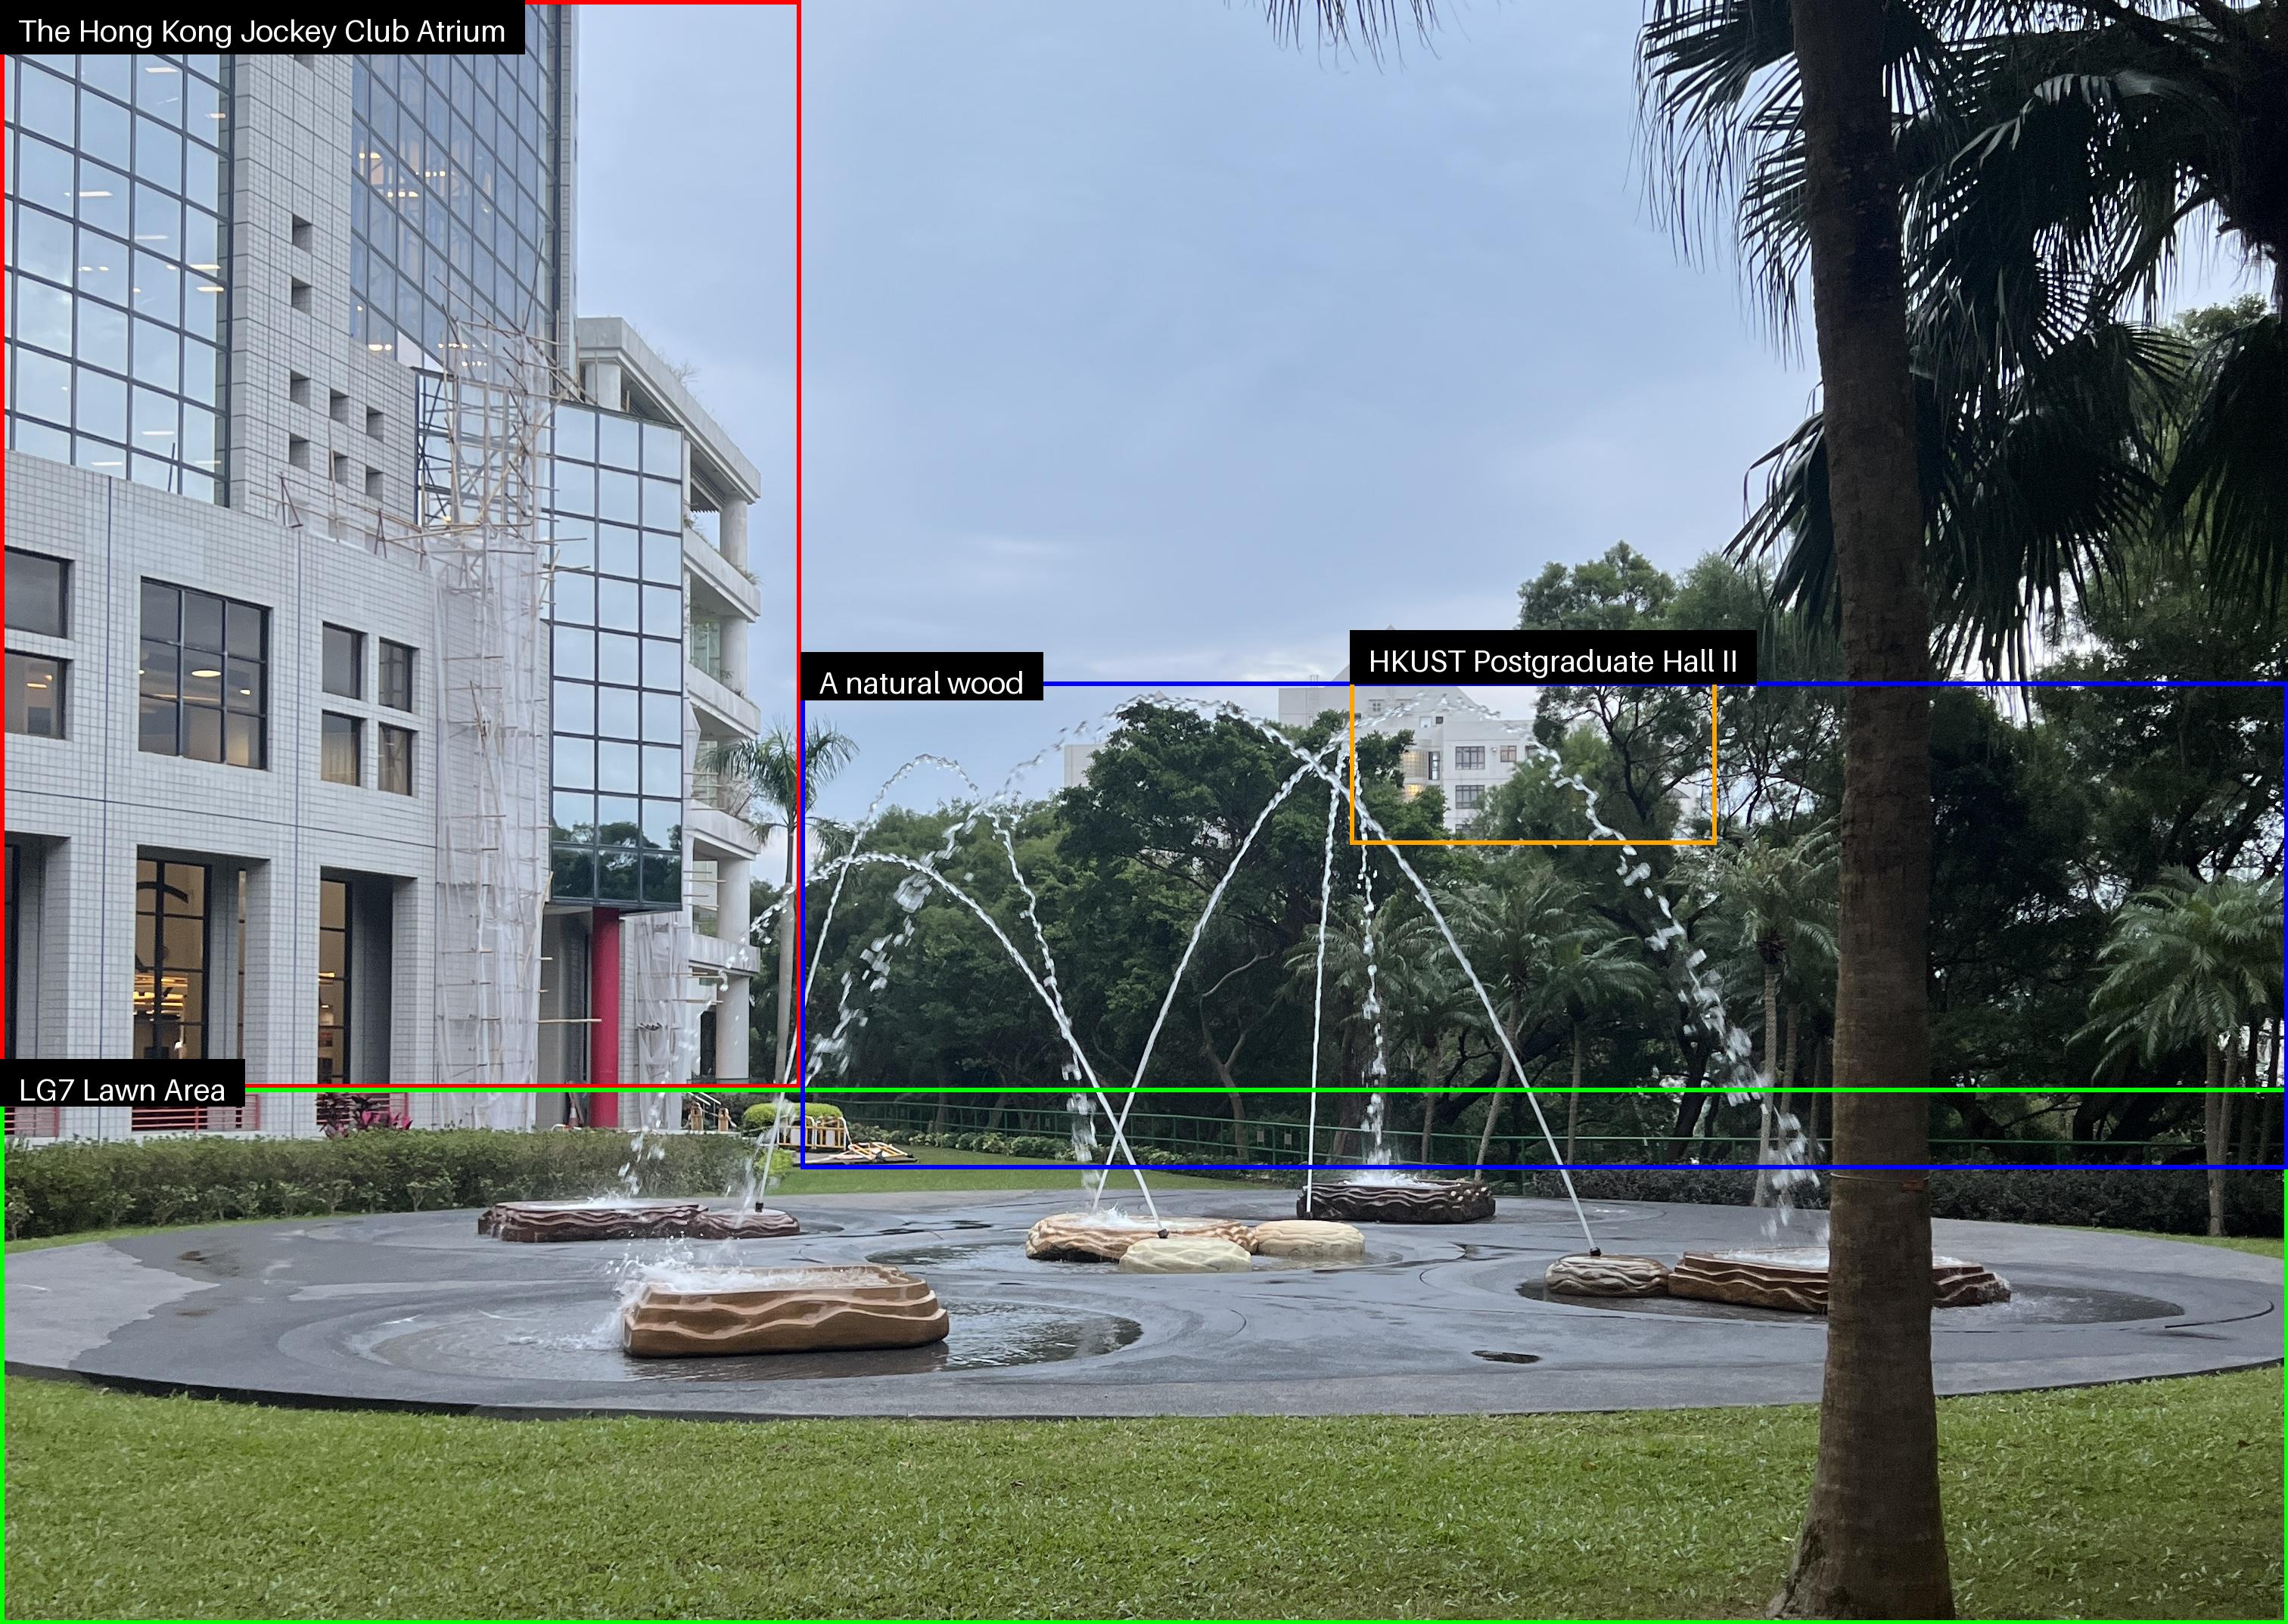 The Hong Kong Jockey Club Atrium
HKUST Postgraduate Hall II
A natural wood
LG7 Lawn Area